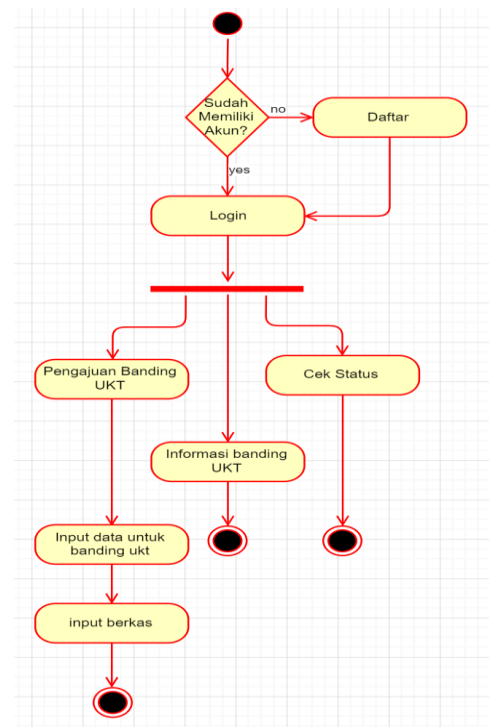 Sudah
Memiliki
Akun?
no
Daftar
yes
Login
Pengajuan Banding
UKT
Cek Status
Informasi banding
UKT
Input data untuk
banding ukt
input berkas